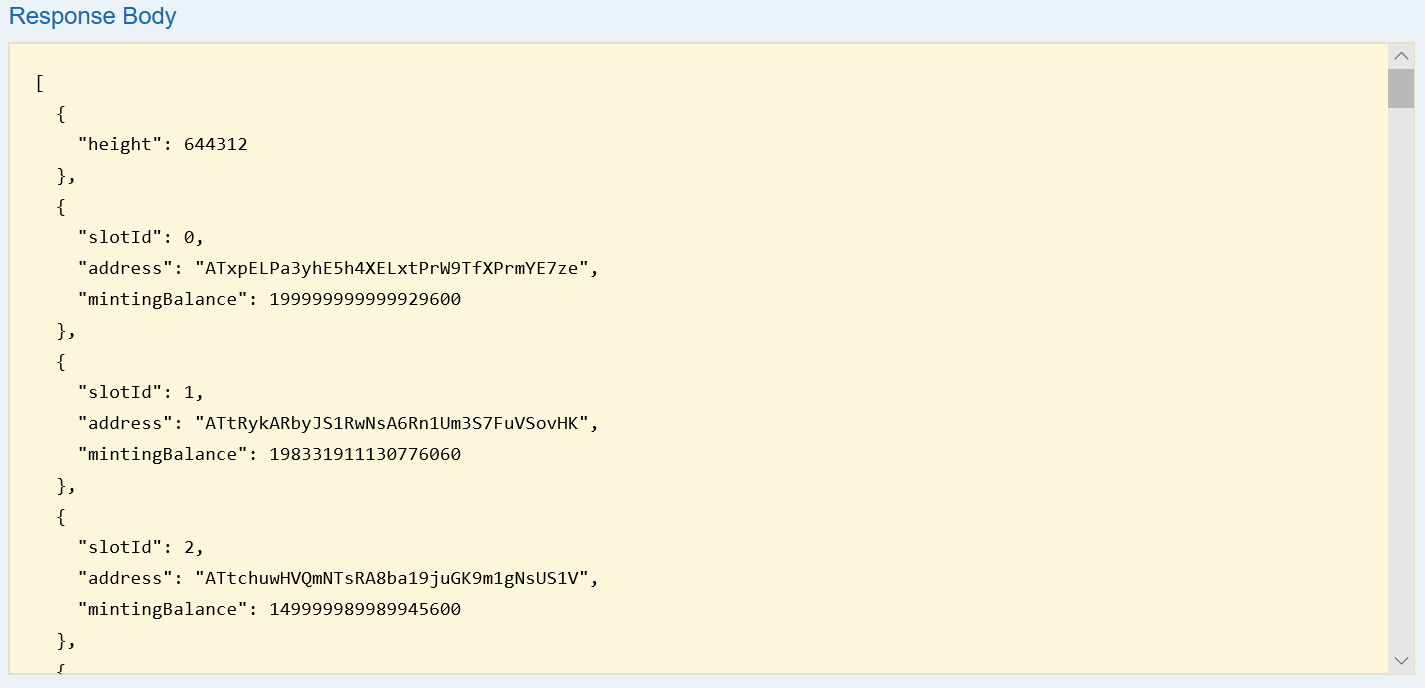 Response Body
[
{
"height": 644312
},
{
"slotId": 0,
"address": "ATxpELPa3yhE5h4XELxtPrW9TfXPrmYE7ze",
"mintingBalance": 199999999999929600
},
{
"slotId": 1,
"address": "ATtRykARbyJS1RwNsA6Rn1Um3S7FuVSovHK",
"mintingBalance": 198331911130776060
},
{
"slotId": 2,
"address": "ATtchuwHVQmNTsRA8ba19juGK9m1gNsUS1V",
"mintingBalance": 149999989989945600
},
{